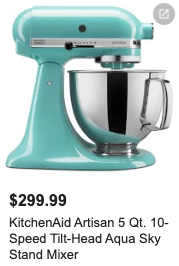 $299.99
KitchenAid Artisan 5 Qt. 10-
Speed Tilt-Head Aqua Sky
Stand Mixer